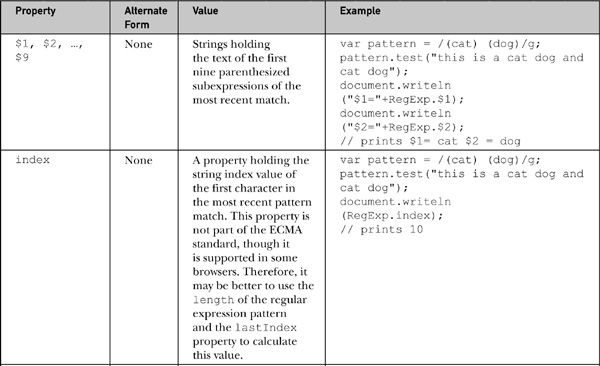 Property
Alternate
Form
Value
Example
$1, $2, …,
$9
None
Strings holding
the text of the first
nine parenthesized
subexpressions of the
most recent match.
var pattern = /(cat) (dog)/g;
pattern.test("this is a cat dog and
cat dog");
document.writeln
("$1="+RegExp.$1);
document.writeln
("$2="+RegExp.$2);
// prints $1= cat $2 = dog
index
None
A property holding the
string index value of
the first character in
the most recent pattern
match. This property is
not part of the ECMA
standard, though it
is supported in some
browsers. Therefore, it
may be better to use the
length of the regular
expression pattern
and the lastIndex
property to calculate
this value.
var pattern = /(cat) (dog)/g;
pattern.test("this is a cat dog and
cat dog");
document.writeln
(RegExp.index);
// prints 10